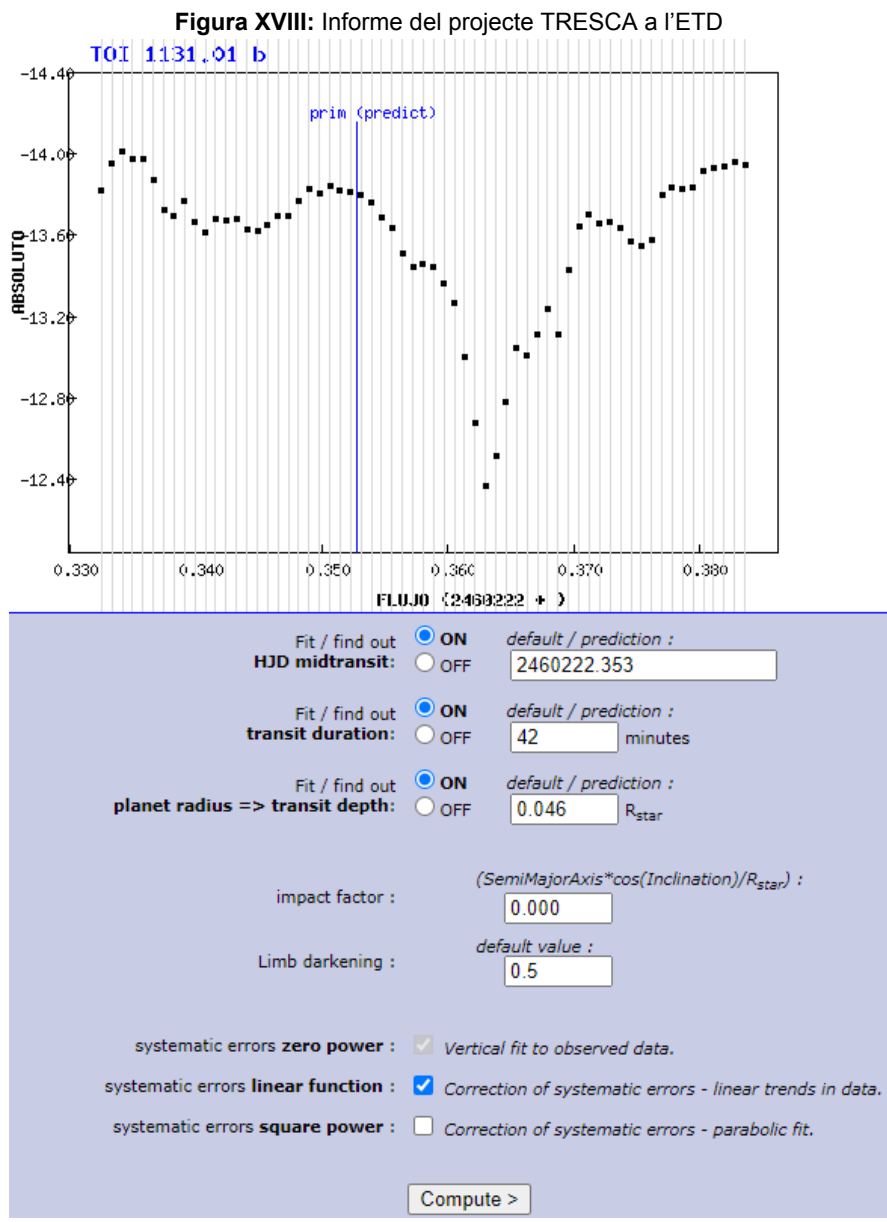 Figura XVIII: Informe del projecte TRESCA a l'ETD
TOI 1131.01 b
-14.40
prim (predict)
-14.00
-13.60
ABSOLUTO
-13.20
-12.80
-12.40
0.330 0.340 0.350 0.360 0.370 0.380
FLUJO (2460222 + )
Fit / find out ON default / prediction :
HJD midtransit: OFF 2460222.353
Fit / find out ON default / prediction :
transit duration: OFF 42 minutes
Fit / find out ON default / prediction :
planet radius => transit depth: OFF 0.046 Rstar
(SemiMajorAxis*cos(Inclination)/Rstar) :
impact factor : 0.000
default value :
Limb darkening : 0.5
systematic errors zero power : Vertical fit to observed data.
systematic errors linear function : Correction of systematic errors - linear trends in data.
systematic errors square power : Correction of systematic errors - parabolic fit.
Compute >